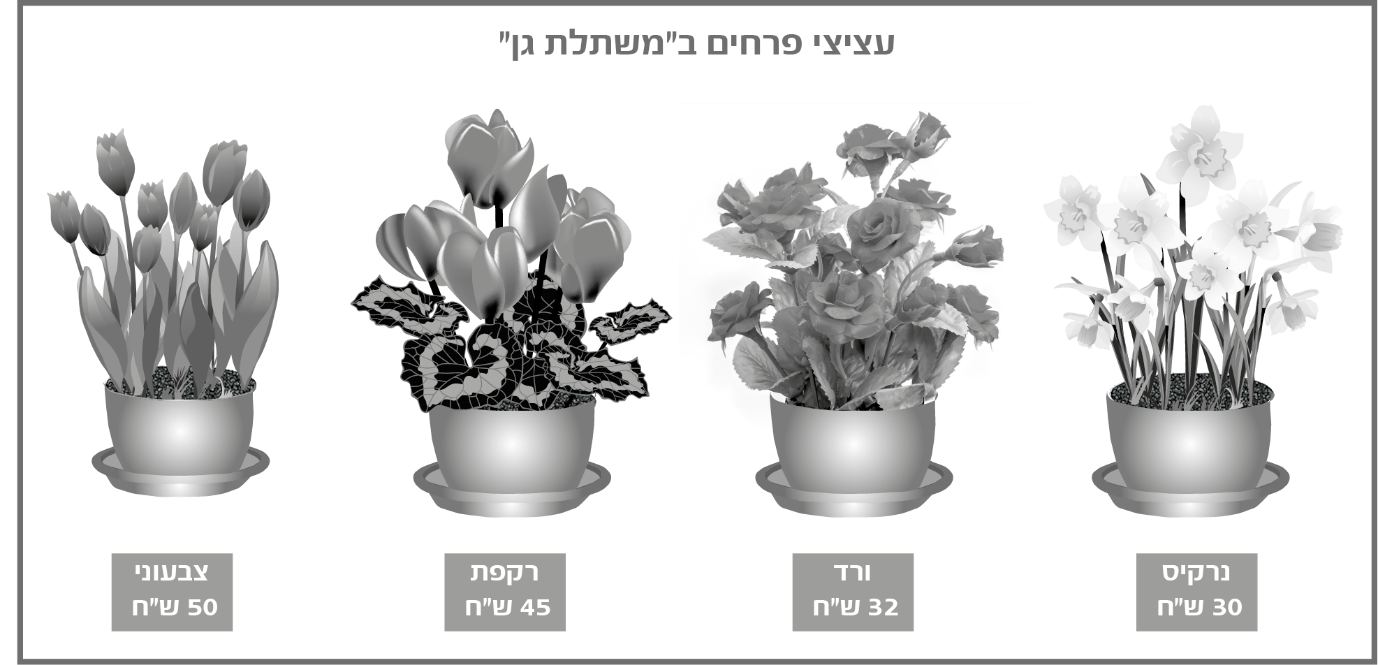 עציצי פרחים ב"משתלת גן"
נרקיס
30 ש"ח
ורד
32 ש"ח
רקפת
45 ש"ח
צבעוני
50 ש"ח